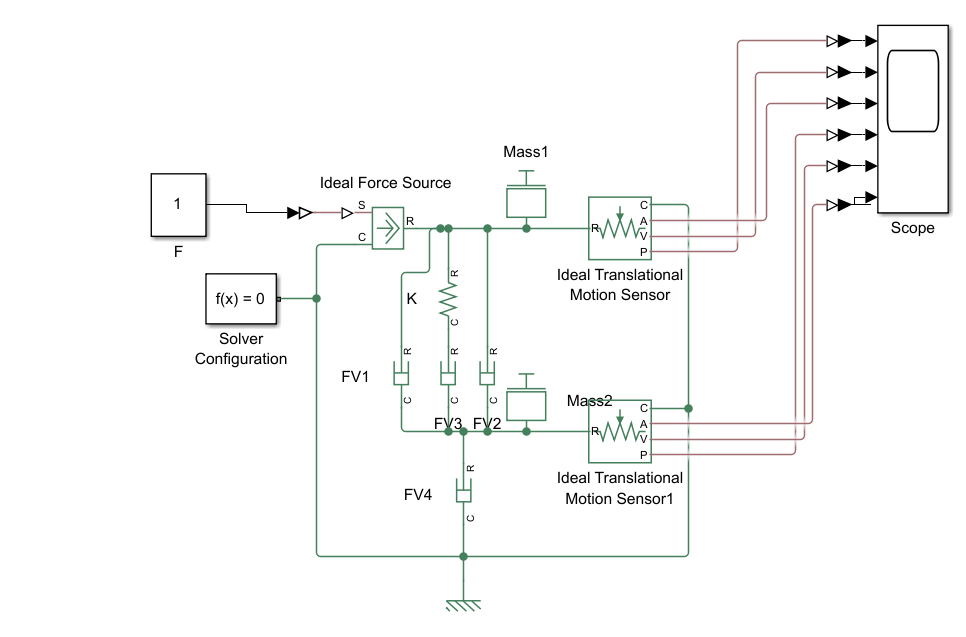 Mass1
Ideal Force Source
1
S
R
C
F
C
R
A
V
P
Scope
Ideal Translational
Motion Sensor
R
K
f(x) = 0
C
Solver
Configuration
R
R
R
FV1
C
C
C
Mass2
FV3
FV2
C
R
A
V
P
R
Ideal Translational
Motion Sensor1
FV4
C